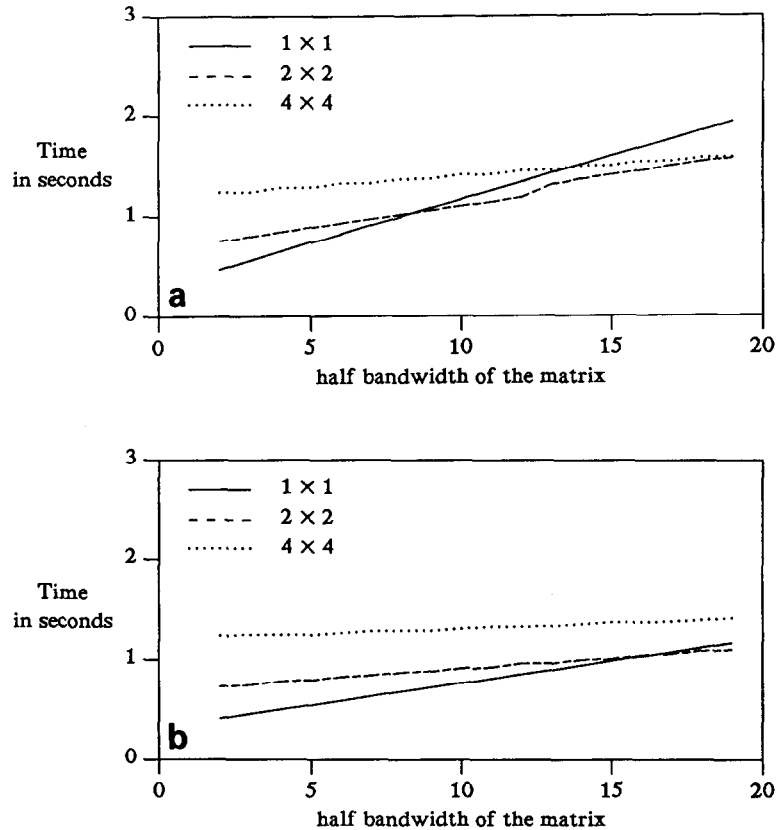 3
1 × 1
2 × 2
4 × 4
2
Time
in seconds
1
a
0
0 5 10 15 20
half bandwidth of the matrix
3
1 × 1
2 × 2
4 × 4
2
Time
in seconds
1
b
0
0 5 10 15 20
half bandwidth of the matrix